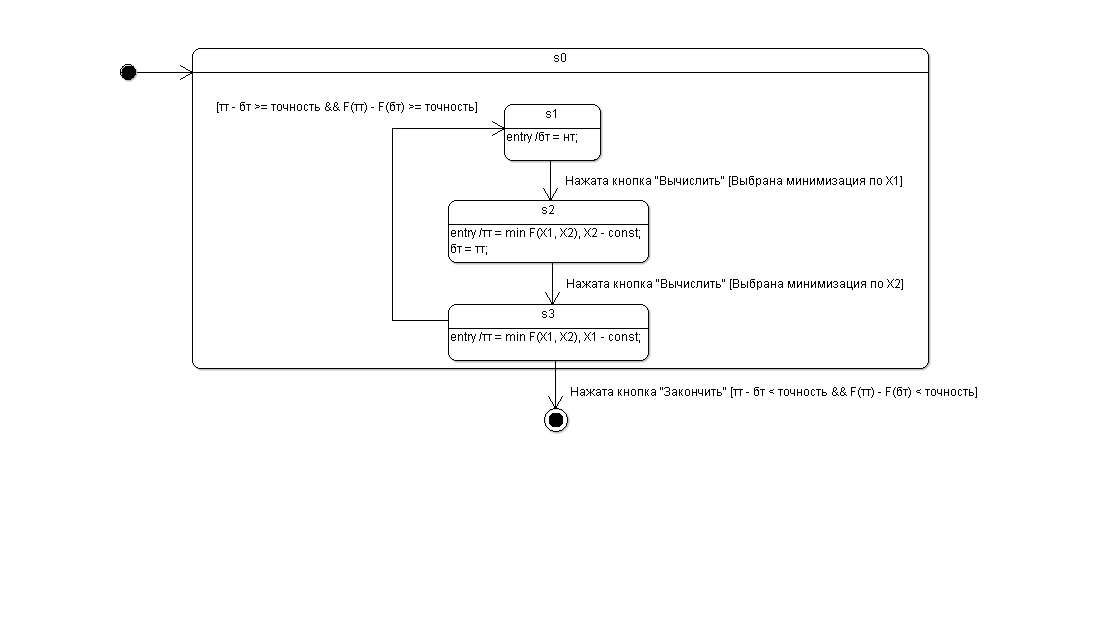 s0
[тт - бт >= точность && F(тт) - F(бт) >= точность]
s1
entry /бт = нт;
Нажата кнопка "Вычислить" [Выбрана минимизация по X1]
s2
entry /тт = min F(X1, X2), X2 - const;
бт = тт;
Нажата кнопка "Вычислить" [Выбрана минимизация по X2]
s3
entry /тт = min F(X1, X2), X1 - const;
Нажата кнопка "Закончить" [тт - бт < точность && F(тт) - F(бт) < точность]